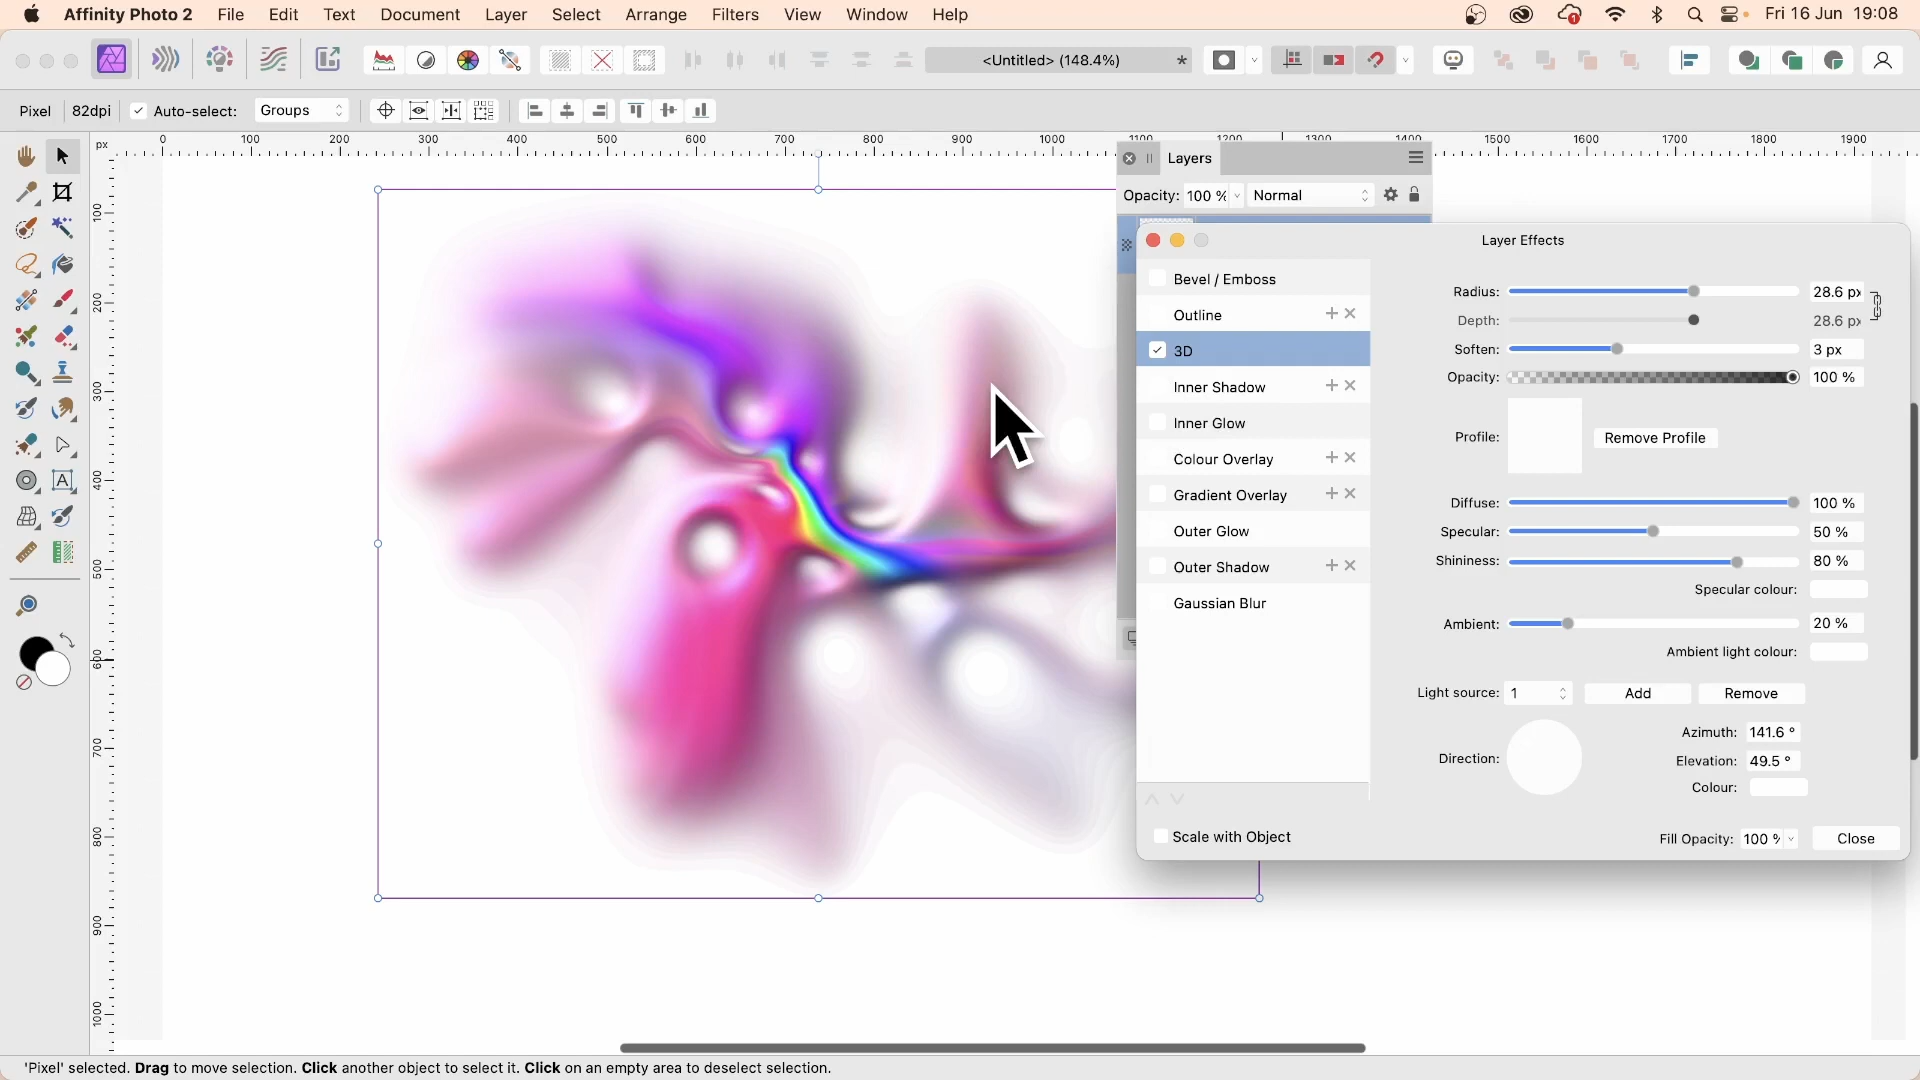 Affinity Photo 2 File Edit Text Document Layer Select Arrange Filters View Window Help Fri 16 Jun 19:08
<Untitled> (148.4%) *
Pixel 82dpi Auto-select: Groups
px 0 100 200 300 400 500 600 700 800 900 1000 1100 1200 1300 1400 1500 1600 1700 1800 1900
100
200
300
400
500
600
700
800
900
1000
Layers
Opacity: 100 % Normal
Layer Effects
Bevel / Emboss
Outline
3D
Inner Shadow
Inner Glow
Colour Overlay
Gradient Overlay
Outer Glow
Outer Shadow
Gaussian Blur
Scale with Object
Radius: 28.6 px
Depth: 28.6 px
Soften: 3 px
Opacity: 100 %
Profile: Remove Profile
Diffuse: 100 %
Specular: 50 %
Shininess: 80 %
Specular colour:
Ambient: 20 %
Ambient light colour:
Light source: 1 Add Remove
Azimuth: 141.6 °
Direction:
Elevation: 49.5 °
Colour:
Fill Opacity: 100 % Close
'Pixel' selected. Drag to move selection. Click another object to select it. Click on an empty area to deselect selection.